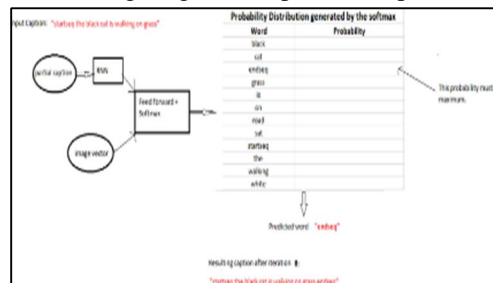 Input Caption: "startseq the black cat is walking on grass"
Probability Distribution generated by the softmax
Word Probability
black
cat
endseq
grass
is
on
road
sat
startseq
the
walking
white
partial caption
RNN
Feed forward +
Softmax
image vector
This probability must
maximum.
Predicted word "endseq"
Resulting caption after iteration 8:
"startseq the black cat is walking on grass endseq"